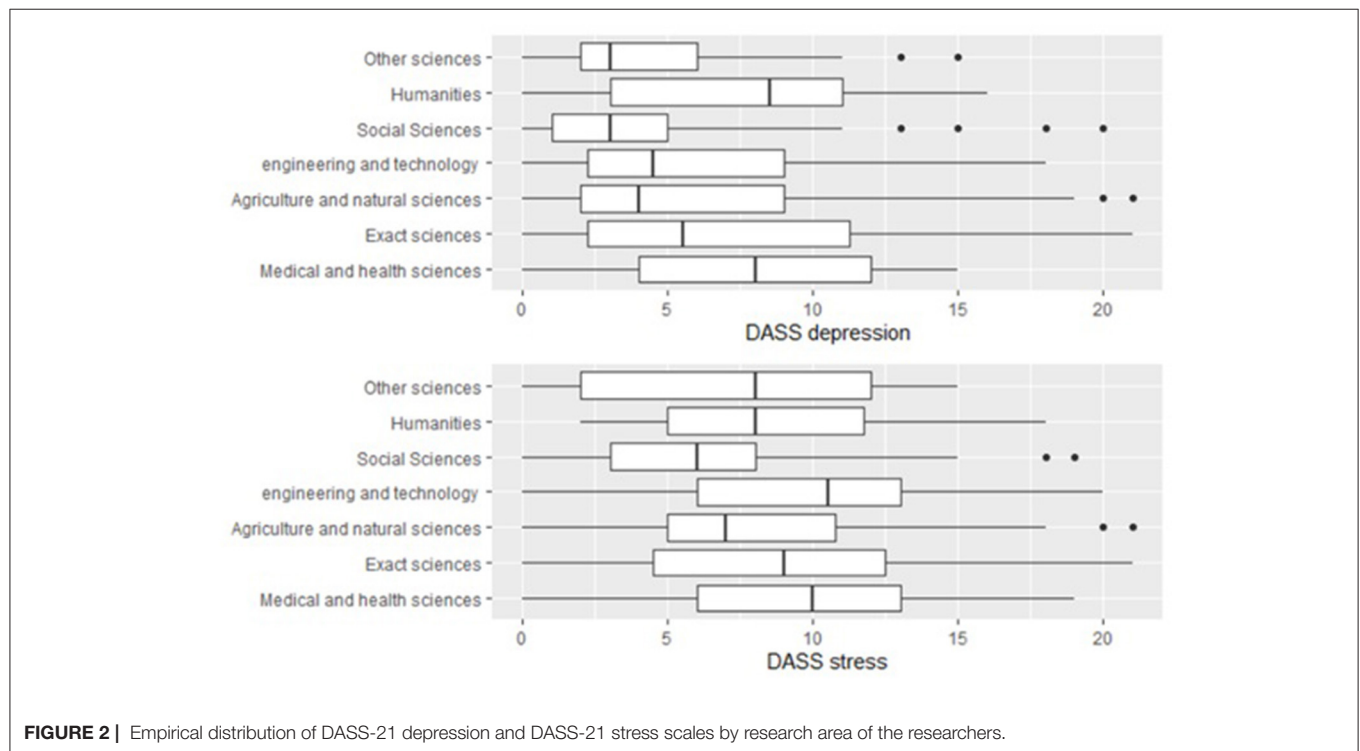 Other sciences
Humanities
Social Sciences
engineering and technology
Agriculture and natural sciences
Exact sciences
Medical and health sciences
0 5 10 15 20
DASS depression
Other sciences
Humanities
Social Sciences
engineering and technology
Agriculture and natural sciences
Exact sciences
Medical and health sciences
0 5 10 15 20
DASS stress
FIGURE 2 | Empirical distribution of DASS-21 depression and DASS-21 stress scales by research area of the researchers.